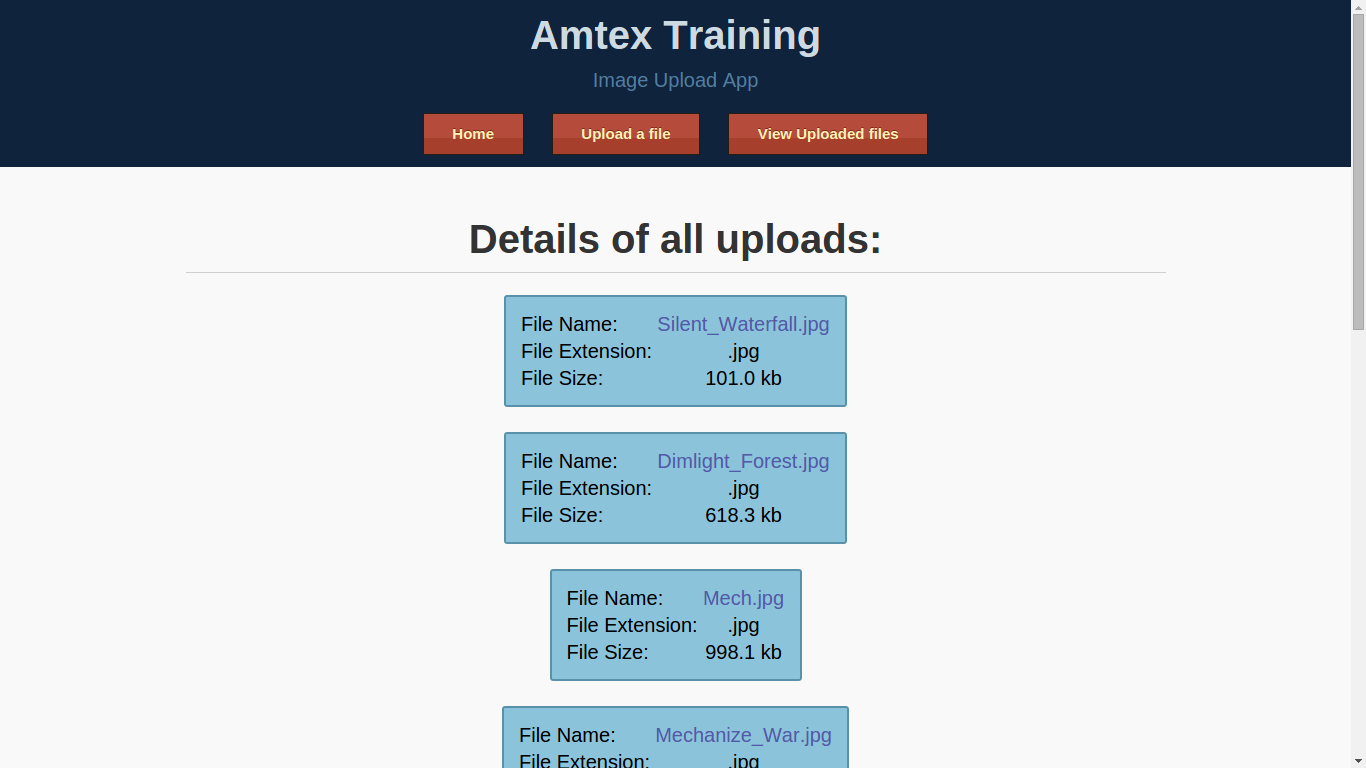 Amtex Training
Image Upload App
Home Upload a file View Uploaded files
Details of all uploads:
File Name: Silent_Waterfall.jpg
File Extension: .jpg
File Size: 101.0 kb
File Name: Dimlight_Forest.jpg
File Extension: .jpg
File Size: 618.3 kb
File Name: Mech.jpg
File Extension: .jpg
File Size: 998.1 kb
File Name: Mechanize_War.jpg
File Extension: .jpg